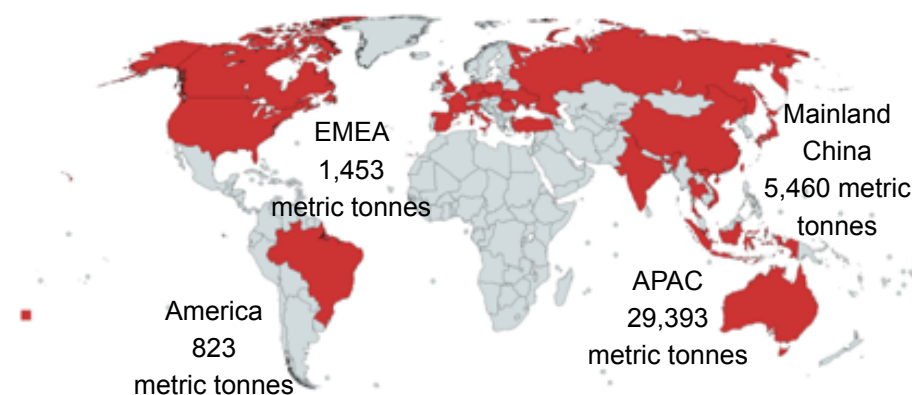 EMEA
1,453
metric tonnes
Mainland
China
5,460 metric
tonnes
America
823
metric tonnes
APAC
29,393
metric tonnes